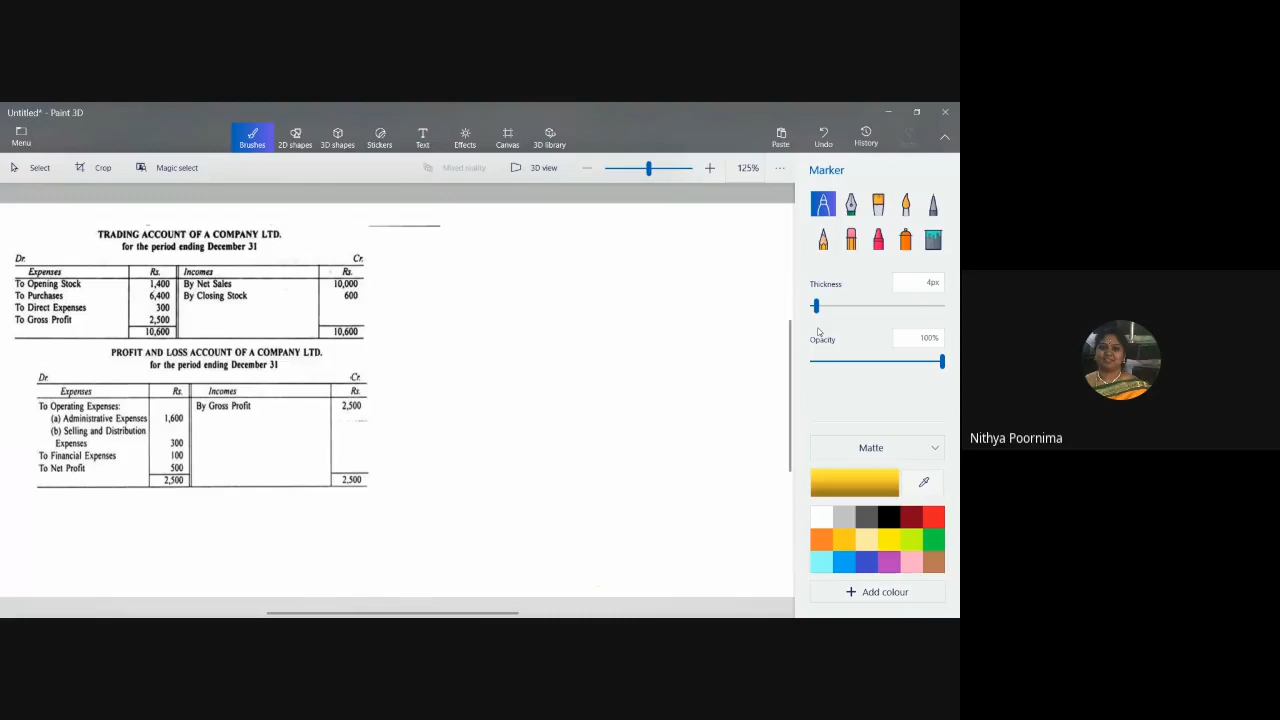 Untitled* - Paint 3D
Menu
Brushes 2D shapes 3D shapes Stickers Text Effects Canvas 3D library Paste Undo History
Select Crop Magic select Mixed reality 3D view 125%
Marker
Thickness 4px
Opacity 100%
Matte
Add colour
TRADING ACCOUNT OF A COMPANY LTD.
for the period ending December 31
Dr. Cr.
Expenses Rs. Incomes Rs.
To Opening Stock 1,400 By Net Sales 10,000
To Purchases 6,400 By Closing Stock 600
To Direct Expenses 300
To Gross Profit 2,500
10,600 10,600
PROFIT AND LOSS ACCOUNT OF A COMPANY LTD.
for the period ending December 31
Dr. Cr.
Expenses Rs. Incomes Rs.
To Operating Expenses: By Gross Profit 2,500
(a) Administrative Expenses 1,600
(b) Selling and Distribution
Expenses 300
To Financial Expenses 100
To Net Profit 500
2,500 2,500
Nithya Poornima